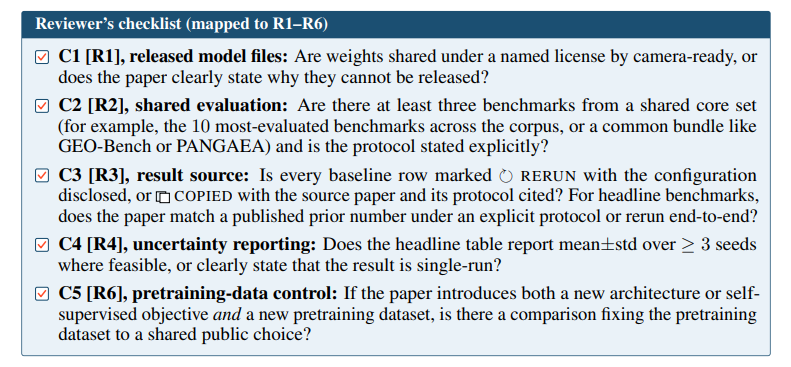 Reviewer's checklist (mapped to R1–R6)
C1 [R1], released model files: Are weights shared under a named license by camera-ready, or
does the paper clearly state why they cannot be released?
C2 [R2], shared evaluation: Are there at least three benchmarks from a shared core set
(for example, the 10 most-evaluated benchmarks across the corpus, or a common bundle like
GEO-Bench or PANGAEA) and is the protocol stated explicitly?
C3 [R3], result source: Is every baseline row marked ↻ RERUN with the configuration
disclosed, or COPIED with the source paper and its protocol cited? For headline benchmarks,
does the paper match a published prior number under an explicit protocol or rerun end-to-end?
C4 [R4], uncertainty reporting: Does the headline table report mean±std over ≥ 3 seeds
where feasible, or clearly state that the result is single-run?
C5 [R6], pretraining-data control: If the paper introduces both a new architecture or self-
supervised objective and a new pretraining dataset, is there a comparison fixing the pretraining
dataset to a shared public choice?